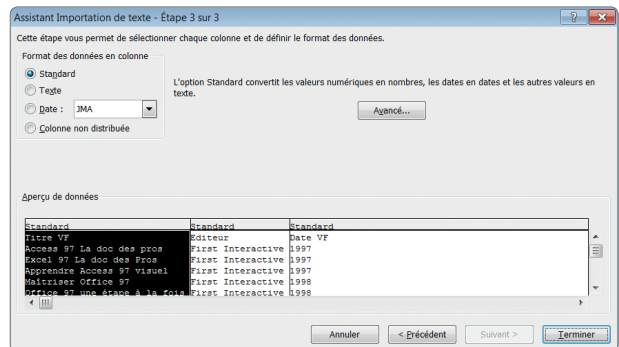 Assistant Importation de texte - Étape 3 sur 3
Cette étape vous permet de sélectionner chaque colonne et de définir le format des données.
Format des données en colonne
Standard
Texte
Date : JMA
Colonne non distribuée
L'option Standard convertit les valeurs numériques en nombres, les dates en dates et les autres valeurs en
texte.
Avancé...
Aperçu de données
Standard Standard Standard
Titre VF Editeur Date VF
Access 97 La doc des pros First Interactive 1997
Excel 97 La doc des Pros First Interactive 1997
Apprendre Access 97 visuel First Interactive 1997
Maîtriser Office 97 First Interactive 1998
Office 97 une étape à la fois First Interactive 1998
Annuler < Précédent Suivant > Terminer